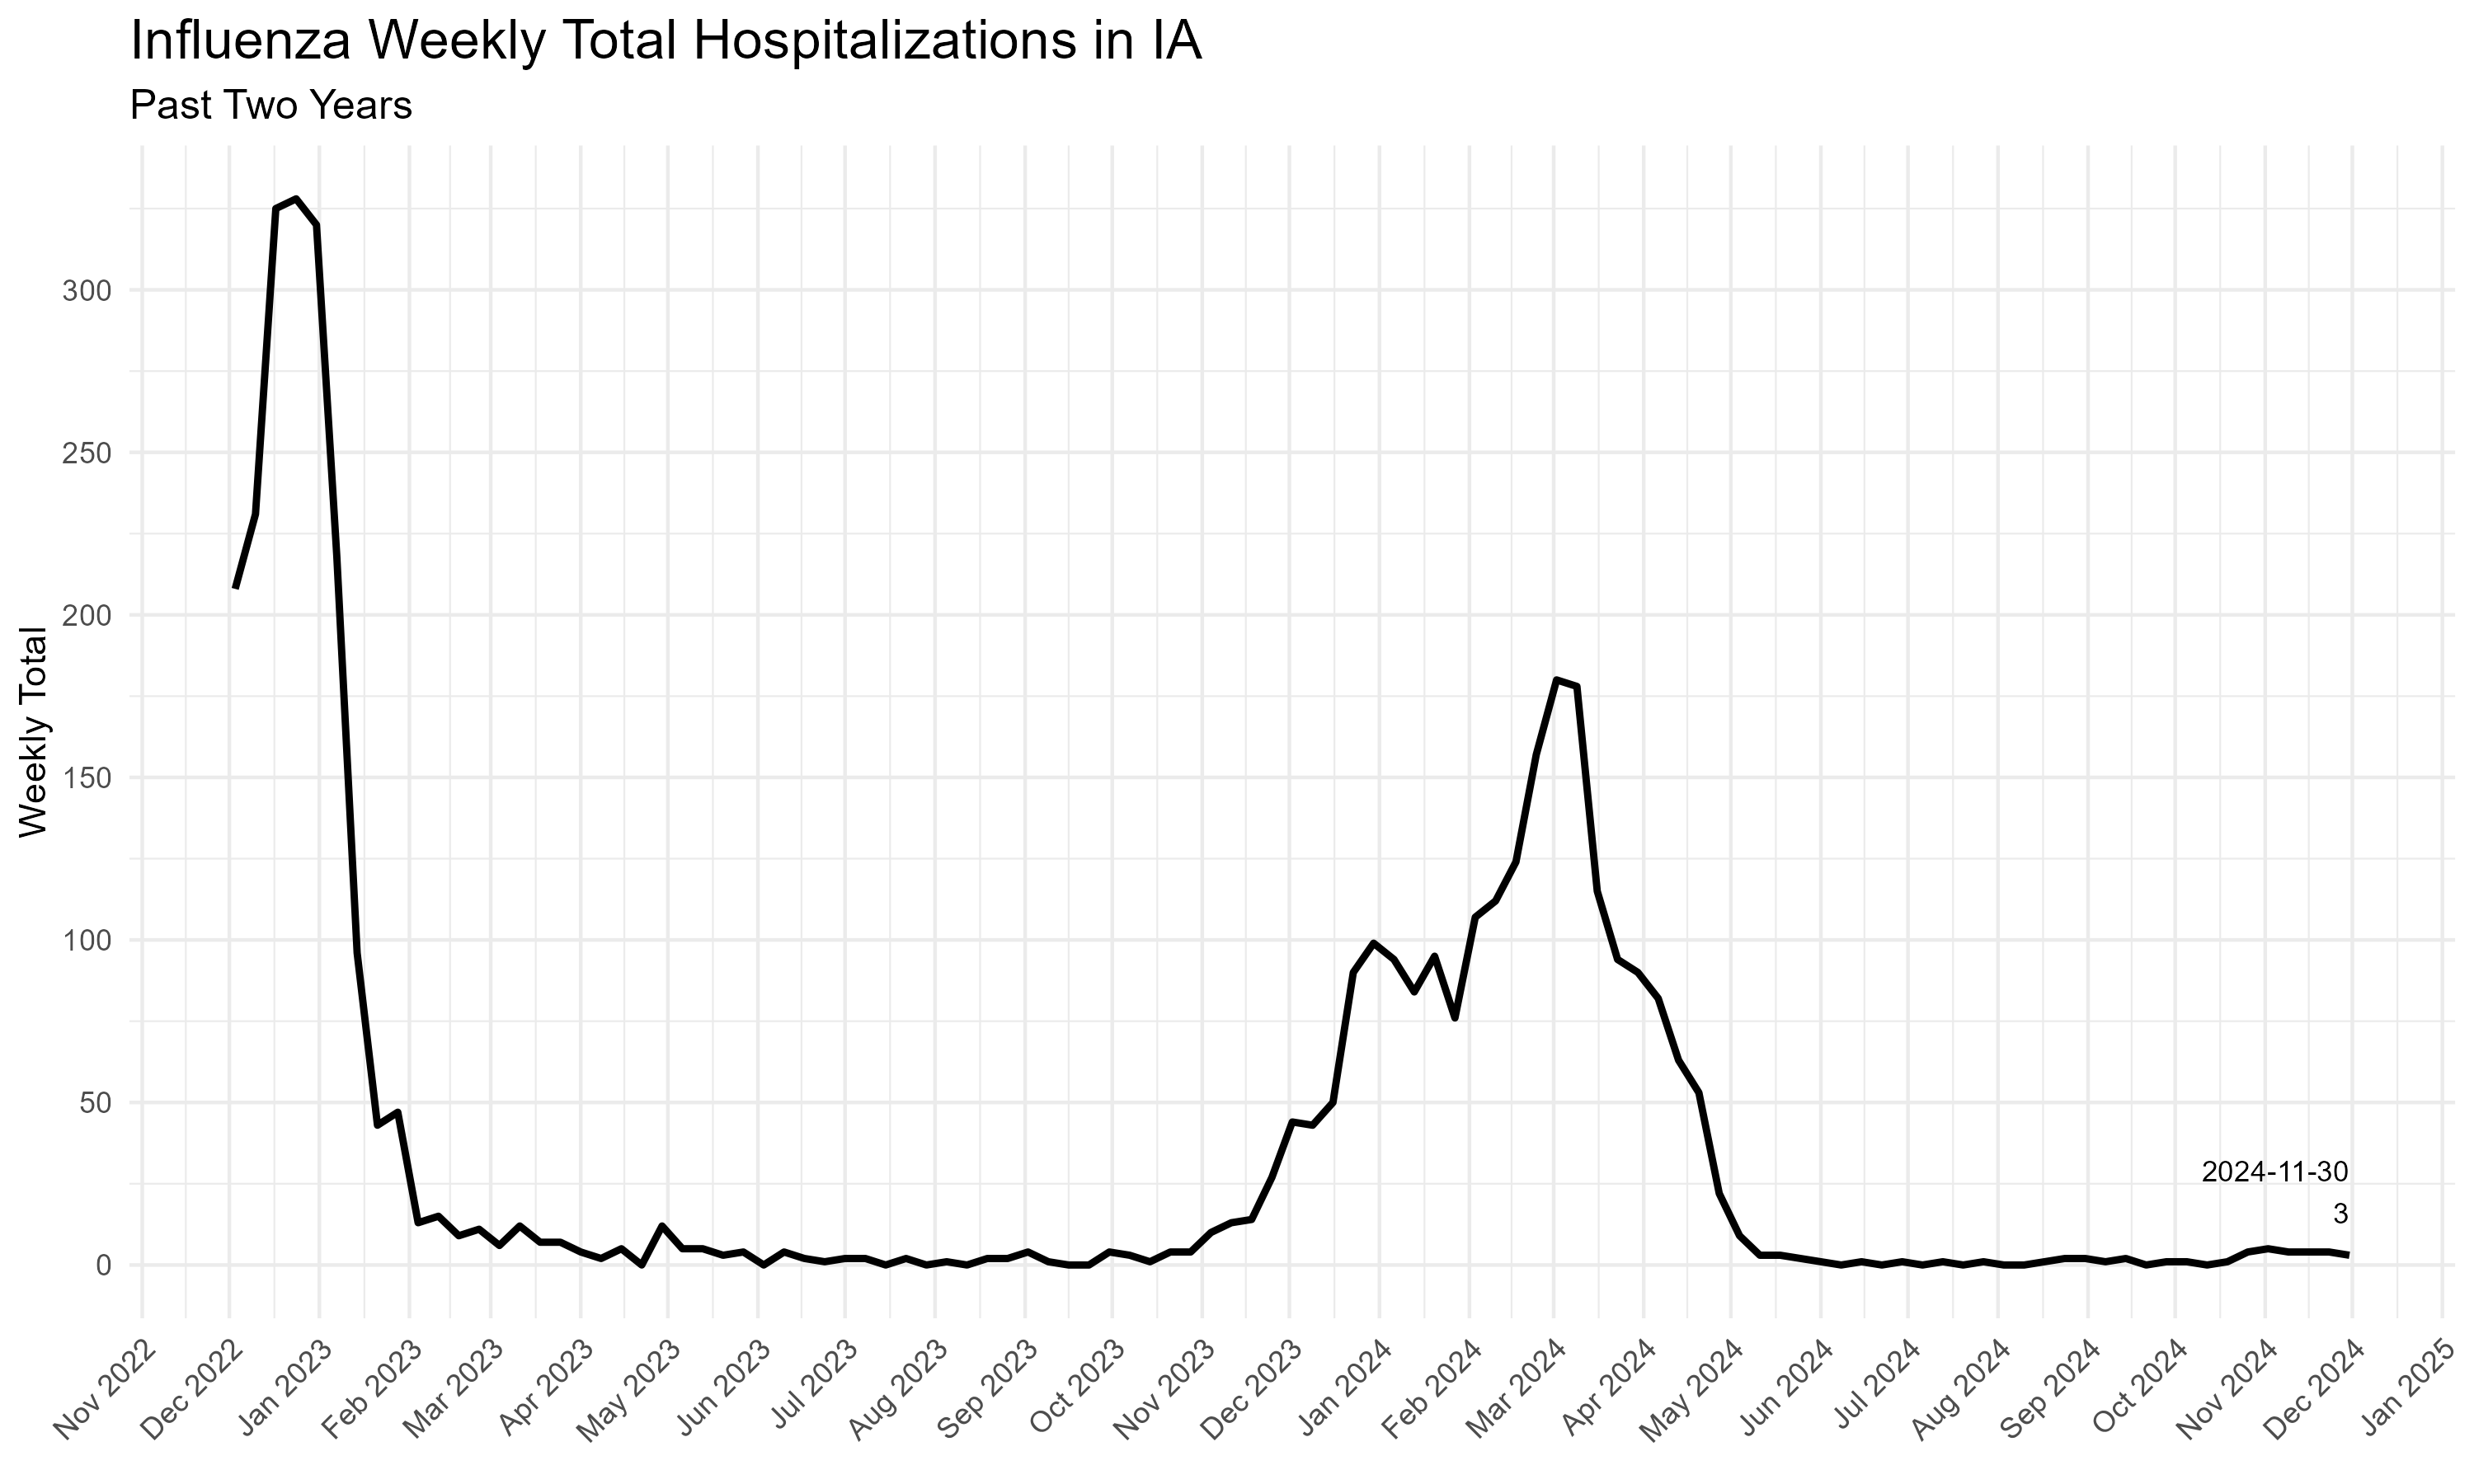 Influenza Weekly Total Hospitalizations in IA
Past Two Years
Weekly Total
300
250
200
150
100
50
0
2024-11-30
3
Nov 2022
Dec 2022
Jan 2023
Feb 2023
Mar 2023
Apr 2023
May 2023
Jun 2023
Jul 2023
Aug 2023
Sep 2023
Oct 2023
Nov 2023
Dec 2023
Jan 2024
Feb 2024
Mar 2024
Apr 2024
May 2024
Jun 2024
Jul 2024
Aug 2024
Sep 2024
Oct 2024
Nov 2024
Dec 2024
Jan 2025